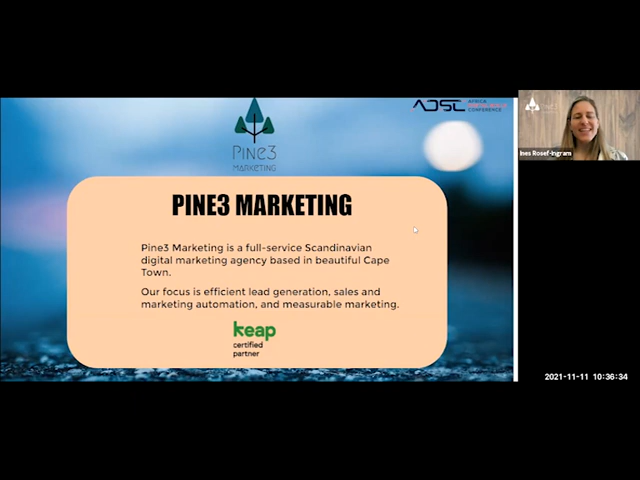 ADSC AFRICA
CONFERENCE
PINE3
MARKETING
PINE3 MARKETING
Pine3 Marketing is a full-service Scandinavian
digital marketing agency based in beautiful Cape
Town.
Our focus is efficient lead generation, sales and
marketing automation, and measurable marketing.
keap
certified
partner
PINE3
Ines Rosef-Ingram
2021-11-11 10:36:34